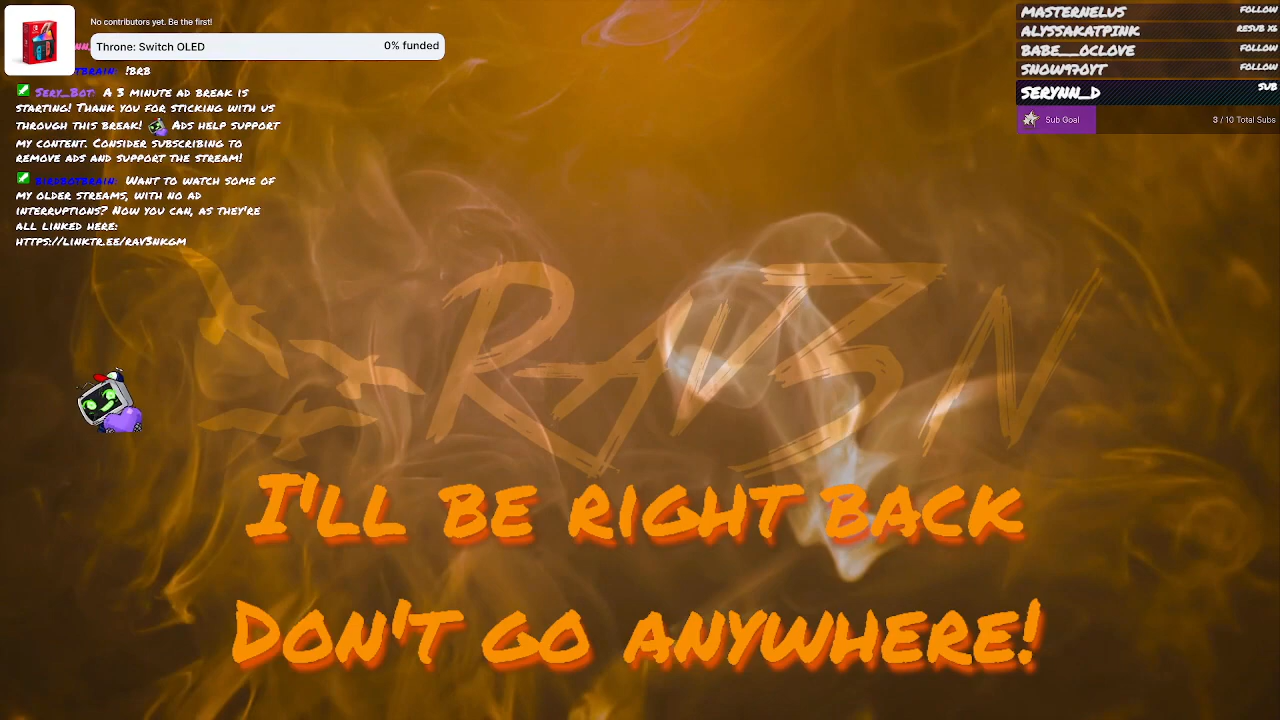 No contributors yet. Be the first!
Throne: Switch OLED 0% funded
BRAIN: !BRB
SERY_BOT: A 3 MINUTE AD BREAK IS
STARTING! THANK YOU FOR STICKING WITH US
THROUGH THIS BREAK! ADS HELP SUPPORT
MY CONTENT. CONSIDER SUBSCRIBING TO
REMOVE ADS AND SUPPORT THE STREAM!
BIRDBOTBRAIN: WANT TO WATCH SOME OF
MY OLDER STREAMS, WITH NO AD
INTERRUPTIONS? NOW YOU CAN, AS THEY'RE
ALL LINKED HERE:
HTTPS://LINKTR.EE/RAV3NKGM
MASTERNELUS FOLLOW
ALYSSAKATPINK RESUB X6
BABE__OCLOVE FOLLOW
SNOW970YT FOLLOW
SERYNN_D SUB
Sub Goal 3 / 10 Total Subs
RAV3N
I'LL BE RIGHT BACK
DON'T GO ANYWHERE!